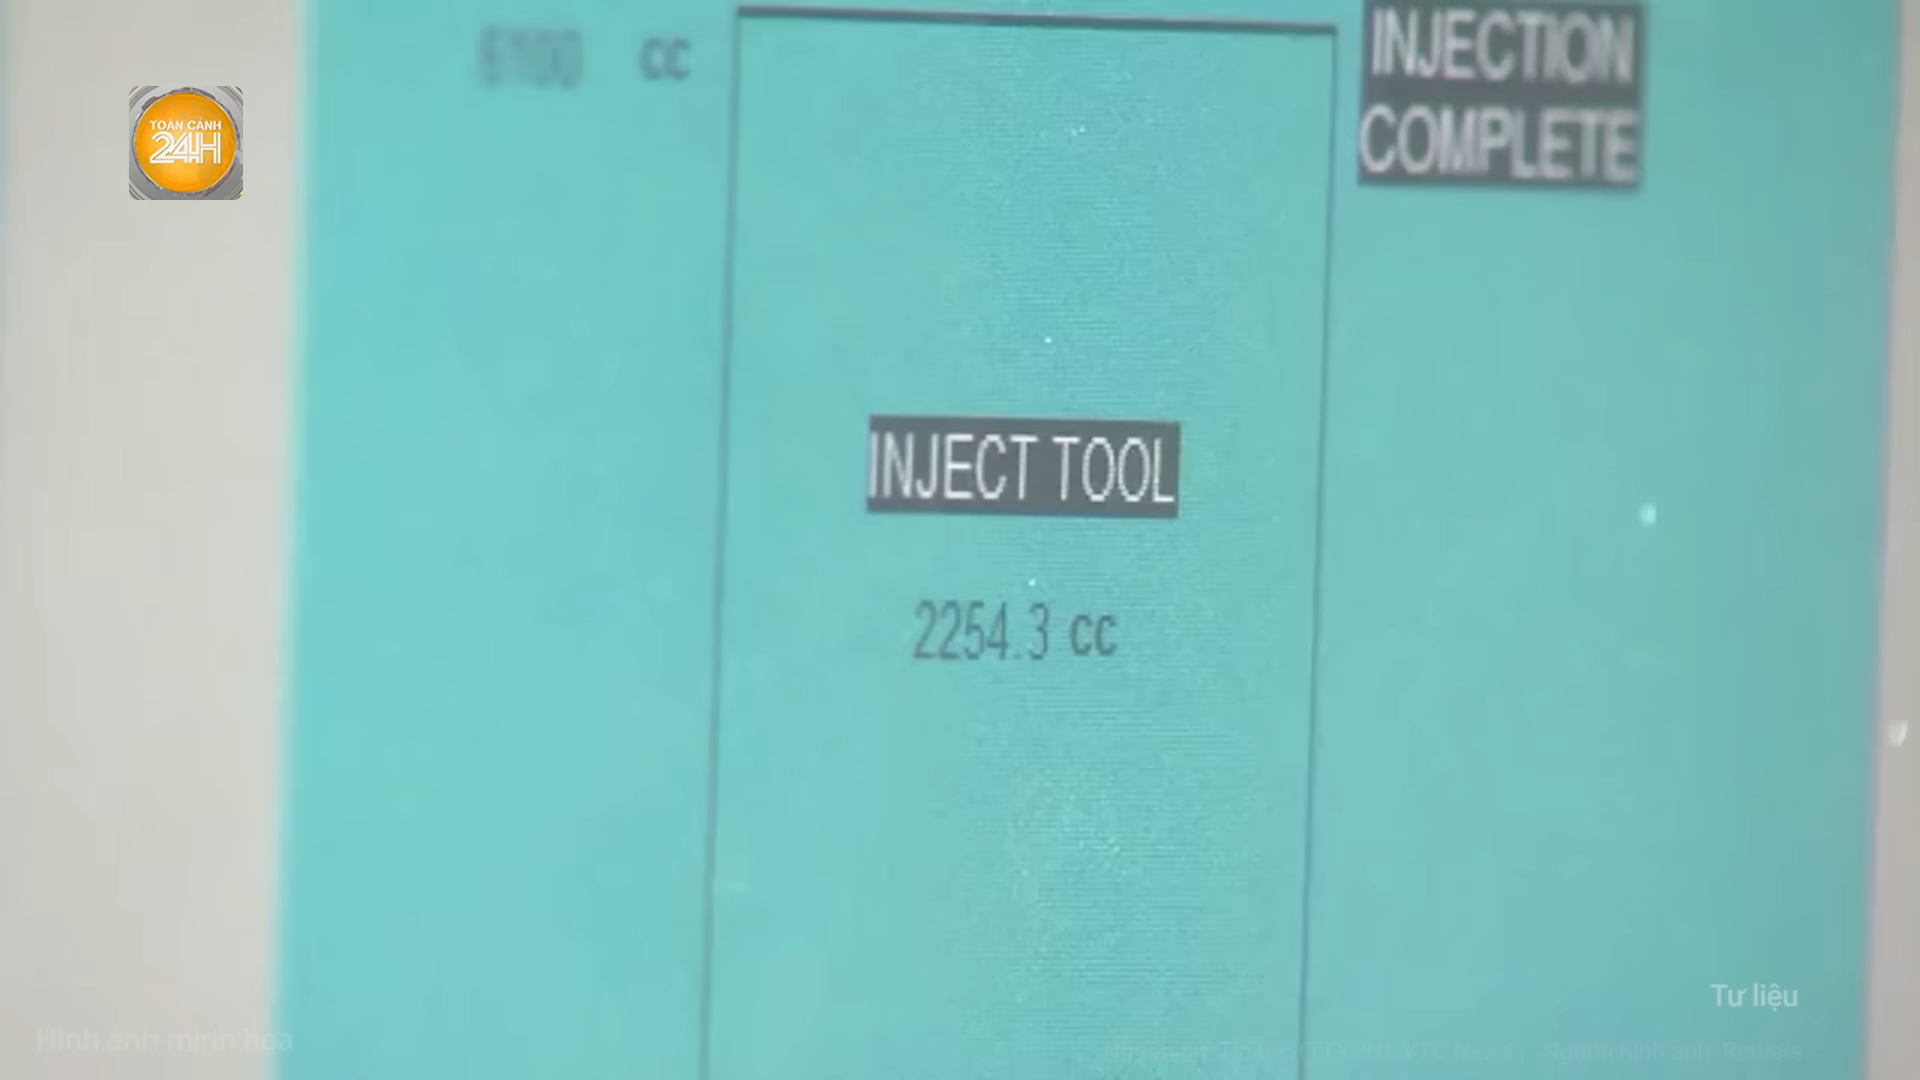 cc
INJECTION
COMPLETE
TOÀN CẢNH
24H
INJECT TOOL
2254.3 cc
Tư liệu
Hình ảnh minh họa